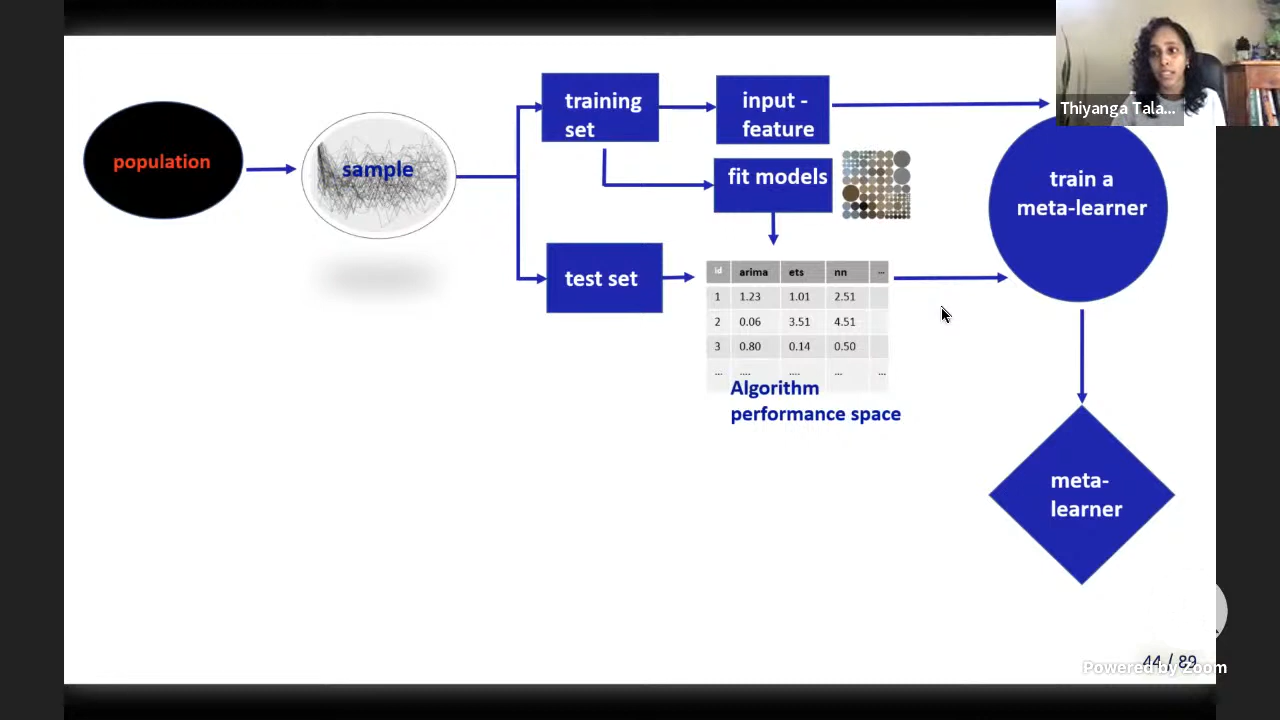 population
sample
training
set
input -
feature
fit models
test set
id arima ets nn ...
1 1.23 1.01 2.51
2 0.06 3.51 4.51
3 0.80 0.14 0.50
... .... .... ... ...
Algorithm
performance space
train a
meta-learner
meta-
learner
Thiyanga Tala...
44 / 89
Powered by Zoom